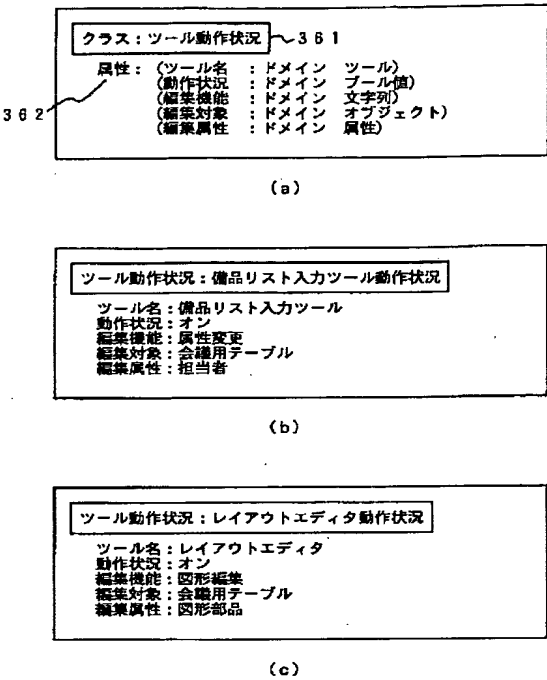 クラス：ツール動作状況 361
属性：(ツール名 ：ドメイン ツール)
(動作状況 ：ドメイン ブール値)
(編集機能 ：ドメイン 文字列)
(編集対象 ：ドメイン オブジェクト)
(編集属性 ：ドメイン 属性)
362
(a)
ツール動作状況：備品リスト入力ツール動作状況
ツール名：備品リスト入力ツール
動作状況：オン
編集機能：属性変更
編集対象：会議用テーブル
編集属性：担当者
(b)
ツール動作状況：レイアウトエディタ動作状況
ツール名：レイアウトエディタ
動作状況：オン
編集機能：図形編集
編集対象：会議用テーブル
編集属性：図形部品
(c)